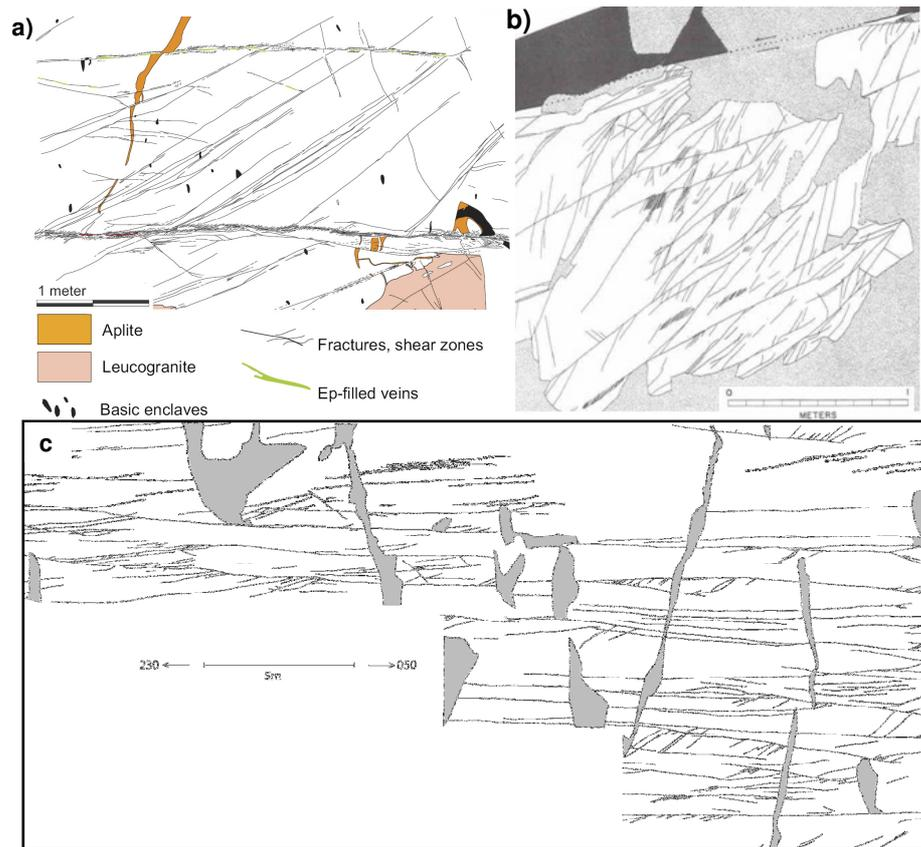 a)
b)
1 meter
Aplite
Leucogranite
Basic enclaves
Fractures, shear zones
Ep-filled veins
0 1
METERS
c
230 050
5m